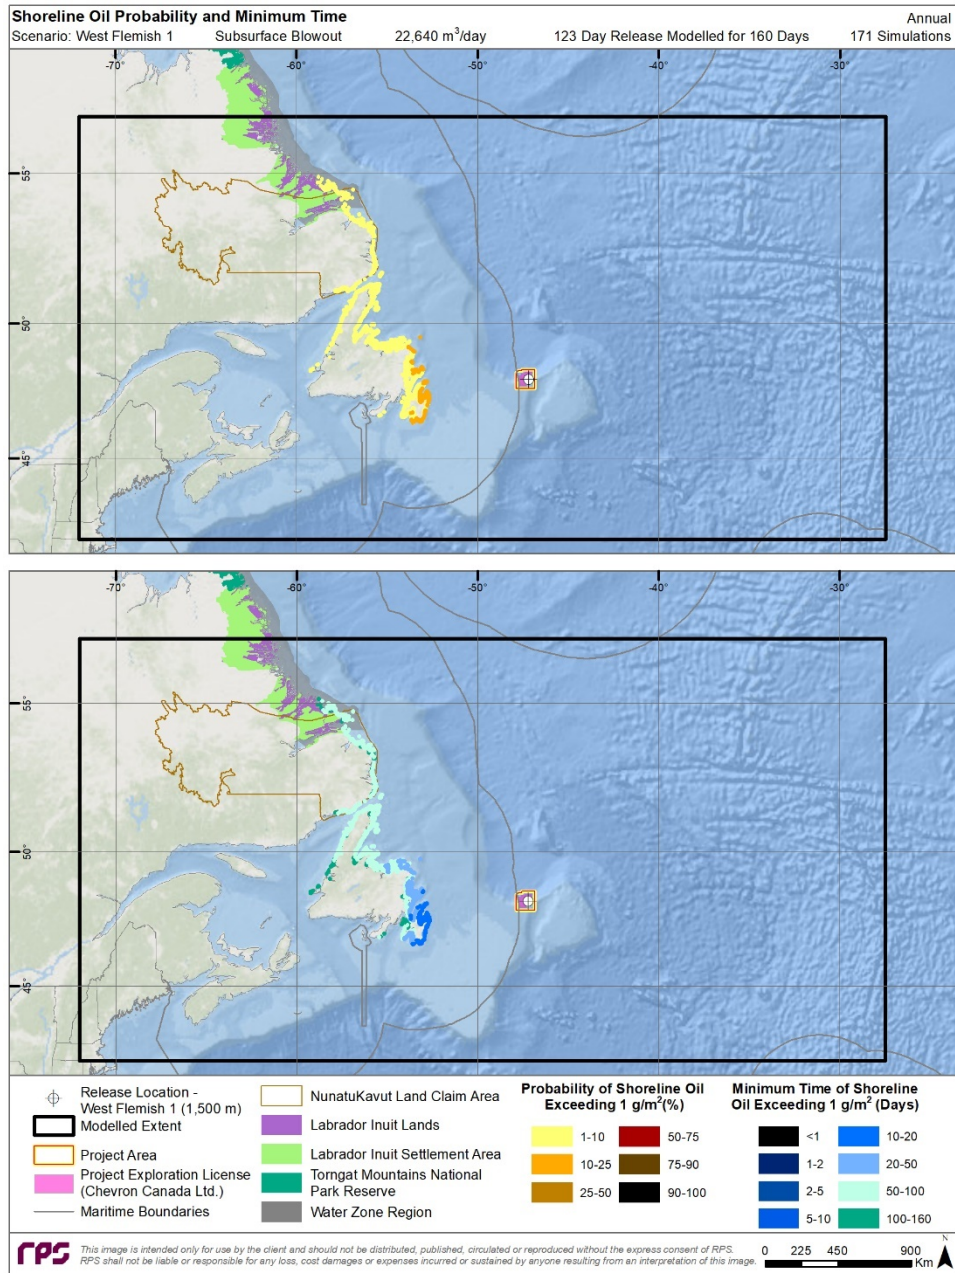 Shoreline Oil Probability and Minimum Time Annual
Scenario: West Flemish 1 Subsurface Blowout 22,640 m³/day 123 Day Release Modelled for 160 Days 171 Simulations
-70° -60° -50° -40° -30°
55°
50°
45°
-70° -60° -50° -40° -30°
55°
50°
45°
Release Location -
West Flemish 1 (1,500 m)
Modelled Extent
Project Area
Project Exploration License
(Chevron Canada Ltd.)
Maritime Boundaries
NunatuKavut Land Claim Area
Labrador Inuit Lands
Labrador Inuit Settlement Area
Torngat Mountains National
Park Reserve
Water Zone Region
Probability of Shoreline Oil
Exceeding 1 g/m²(%)
1-10 50-75
10-25 75-90
25-50 90-100
Minimum Time of Shoreline
Oil Exceeding 1 g/m² (Days)
<1 10-20
1-2 20-50
2-5 50-100
5-10 100-160
rps
This image is intended only for use by the client and should not be distributed, published, circulated or reproduced without the express consent of RPS.
RPS shall not be liable or responsible for any loss, cost damages or expenses incurred or sustained by anyone resulting from an interpretation of this image.
0 225 450 900
Km
N